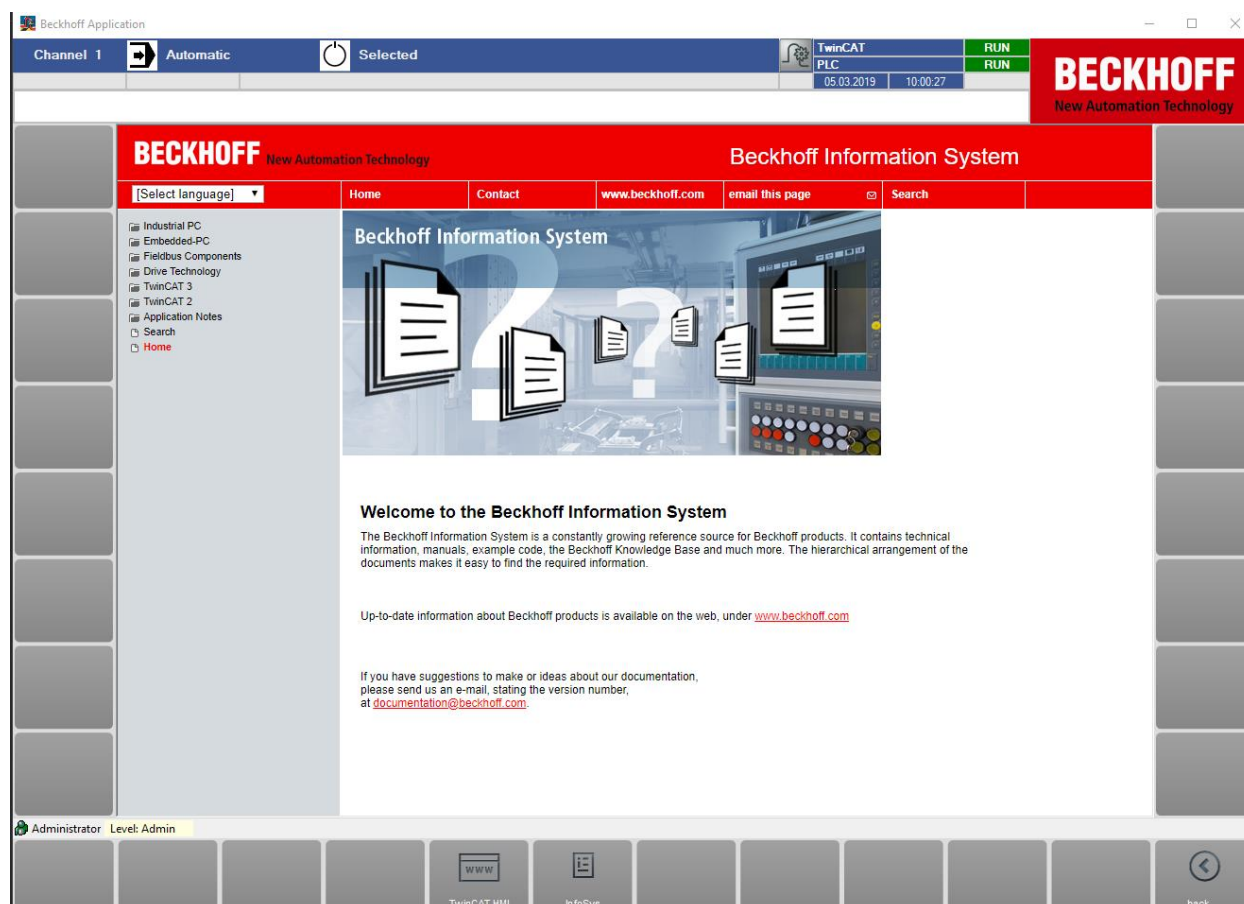 Beckhoff Application
Channel 1 Automatic Selected TwinCAT RUN
PLC RUN
05.03.2019 10:00:27
BECKHOFF
New Automation Technology
BECKHOFF New Automation Technology Beckhoff Information System
[Select language] Home Contact www.beckhoff.com email this page Search
Industrial PC
Embedded-PC
Fieldbus Components
Drive Technology
TwinCAT 3
TwinCAT 2
Application Notes
Search
Home
Beckhoff Information System
Welcome to the Beckhoff Information System
The Beckhoff Information System is a constantly growing reference source for Beckhoff products. It contains technical
information, manuals, example code, the Beckhoff Knowledge Base and much more. The hierarchical arrangement of the
documents makes it easy to find the required information.
Up-to-date information about Beckhoff products is available on the web, under www.beckhoff.com
If you have suggestions to make or ideas about our documentation,
please send us an e-mail, stating the version number,
at documentation@beckhoff.com.
Administrator Level: Admin
www
TwinCAT HMI InfoSys back